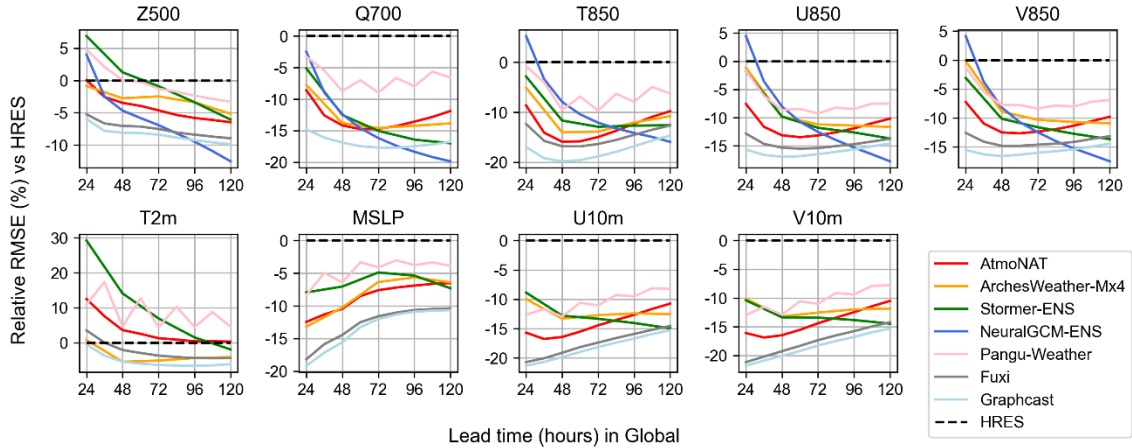 Z500
Q700
T850
U850
V850
5
0
-5
-10
24 48 72 96 120
0
-5
-10
-15
-20
24 48 72 96 120
5
0
-5
-10
-15
-20
24 48 72 96 120
5
0
-5
-10
-15
24 48 72 96 120
5
0
-5
-10
-15
24 48 72 96 120
Relative RMSE (%) vs HRES
T2m
MSLP
U10m
V10m
30
20
10
0
24 48 72 96 120
0
-5
-10
-15
-20
24 48 72 96 120
0
-5
-10
-15
-20
24 48 72 96 120
0
-5
-10
-15
-20
24 48 72 96 120
AtmoNAT
ArchesWeather-Mx4
Stormer-ENS
NeuralGCM-ENS
Pangu-Weather
Fuxi
Graphcast
HRES
Lead time (hours) in Global